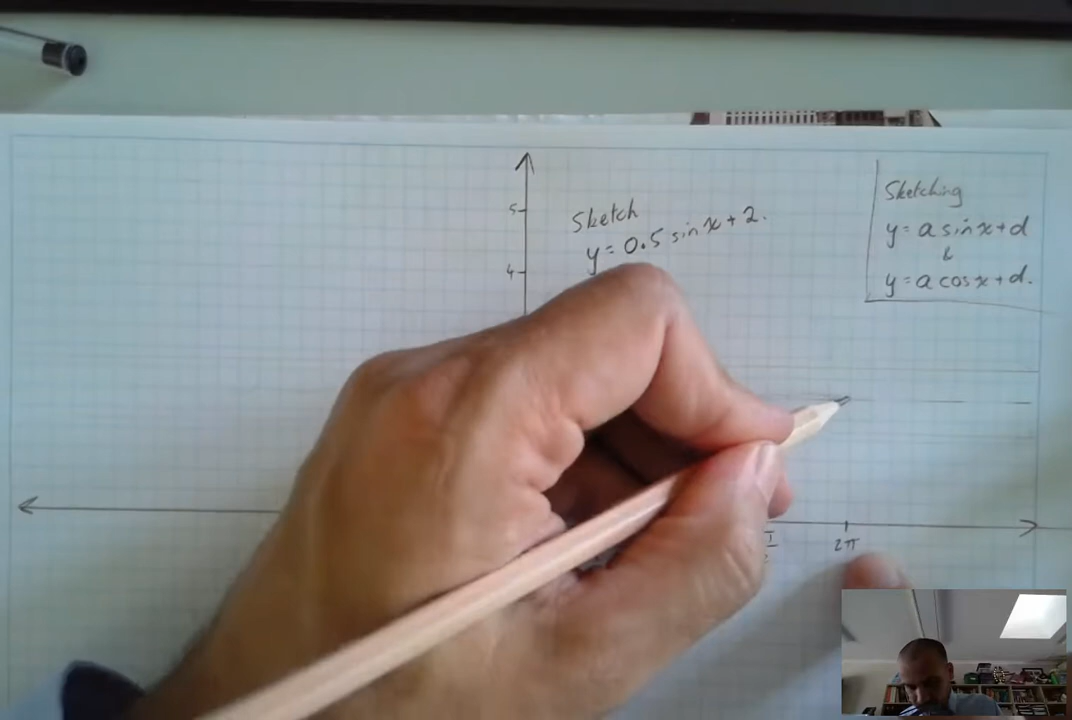 Sketch
y = 0.5 sin x + 2.
Sketching
y = a sin x + d
&
y = a cos x + d.
5
4
2π